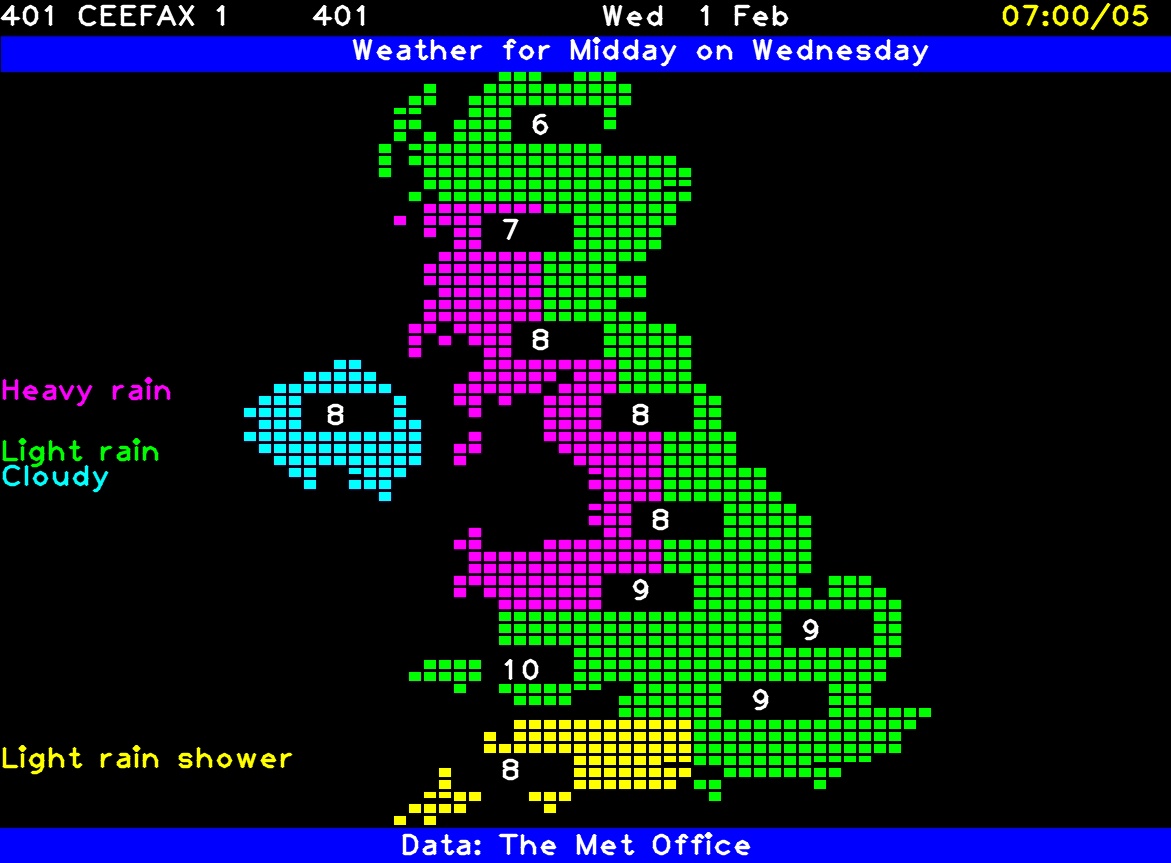 401 CEEFAX 1 401 Wed 1 Feb 07:00/05
Weather for Midday on Wednesday
6
7
8
Heavy rain
8 8
Light rain
Cloudy
8
9
9
10
9
Light rain shower
8
Data: The Met Office